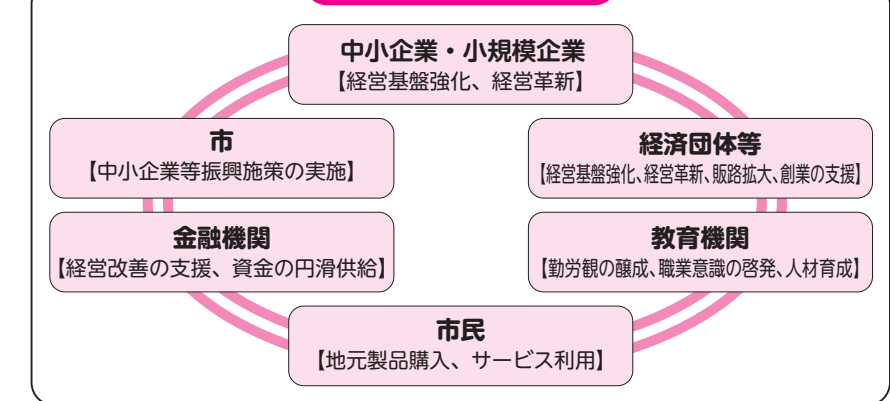 中小企業・小規模企業
【経営基盤強化、経営革新】
市
【中小企業等振興施策の実施】
経済団体等
【経営基盤強化、経営革新、販路拡大、創業の支援】
金融機関
【経営改善の支援、資金の円滑供給】
教育機関
【勤労観の醸成、職業意識の啓発、人材育成】
市民
【地元製品購入、サービス利用】